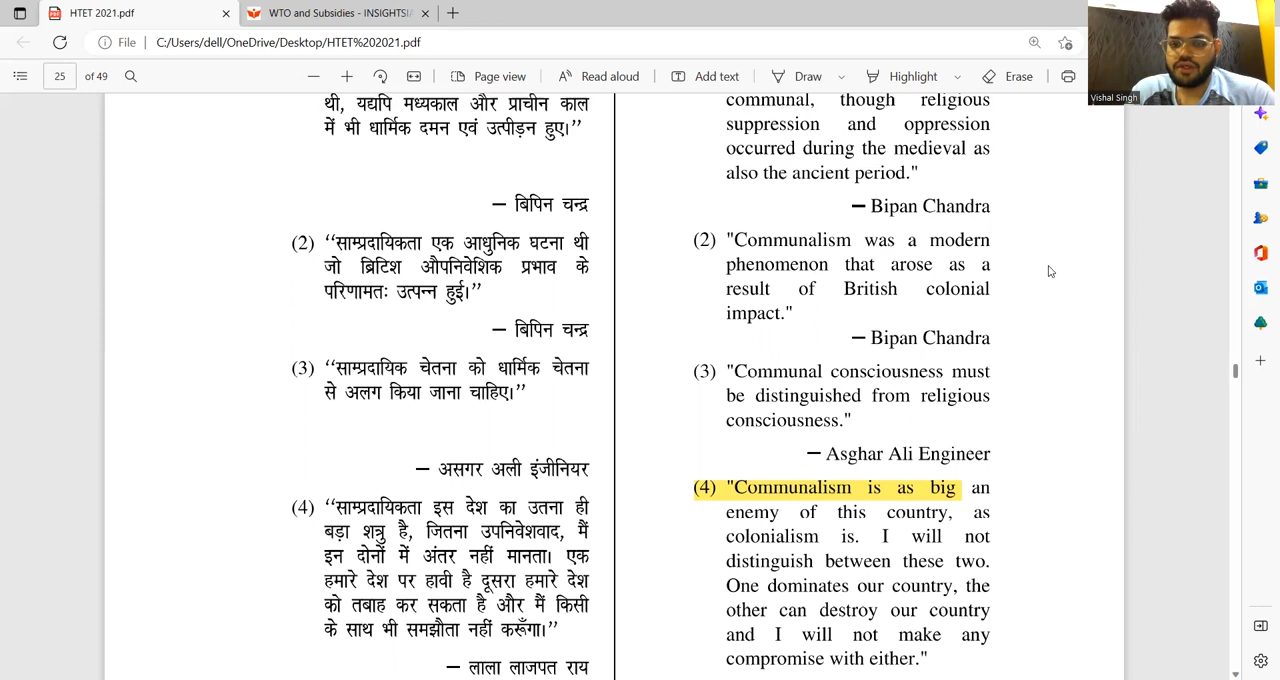 HTET 2021.pdf
WTO and Subsidies - INSIGHTSI
File C:/Users/dell/OneDrive/Desktop/HTET%202021.pdf
25 of 49 Page view Read aloud Add text Draw Highlight Erase
Vishal Singh
थी, यद्यपि मध्यकाल और प्राचीन काल
में भी धार्मिक दमन एवं उत्पीड़न हुए।”
— बिपिन चन्द्र
(2) “साम्प्रदायिकता एक आधुनिक घटना थी
जो ब्रिटिश औपनिवेशिक प्रभाव के
परिणामतः उत्पन्न हुई।”
— बिपिन चन्द्र
(3) “साम्प्रदायिक चेतना को धार्मिक चेतना
से अलग किया जाना चाहिए।”
— असगर अली इंजीनियर
(4) “साम्प्रदायिकता इस देश का उतना ही
बड़ा शत्रु है, जितना उपनिवेशवाद, मैं
इन दोनों में अंतर नहीं मानता। एक
हमारे देश पर हावी है दूसरा हमारे देश
को तबाह कर सकता है और मैं किसी
के साथ भी समझौता नहीं करूँगा।”
— लाला लाजपत राय
communal, though religious
suppression and oppression
occurred during the medieval as
also the ancient period."
— Bipan Chandra
(2) "Communalism was a modern
phenomenon that arose as a
result of British colonial
impact."
— Bipan Chandra
(3) "Communal consciousness must
be distinguished from religious
consciousness."
— Asghar Ali Engineer
(4) "Communalism is as big an
enemy of this country, as
colonialism is. I will not
distinguish between these two.
One dominates our country, the
other can destroy our country
and I will not make any
compromise with either."